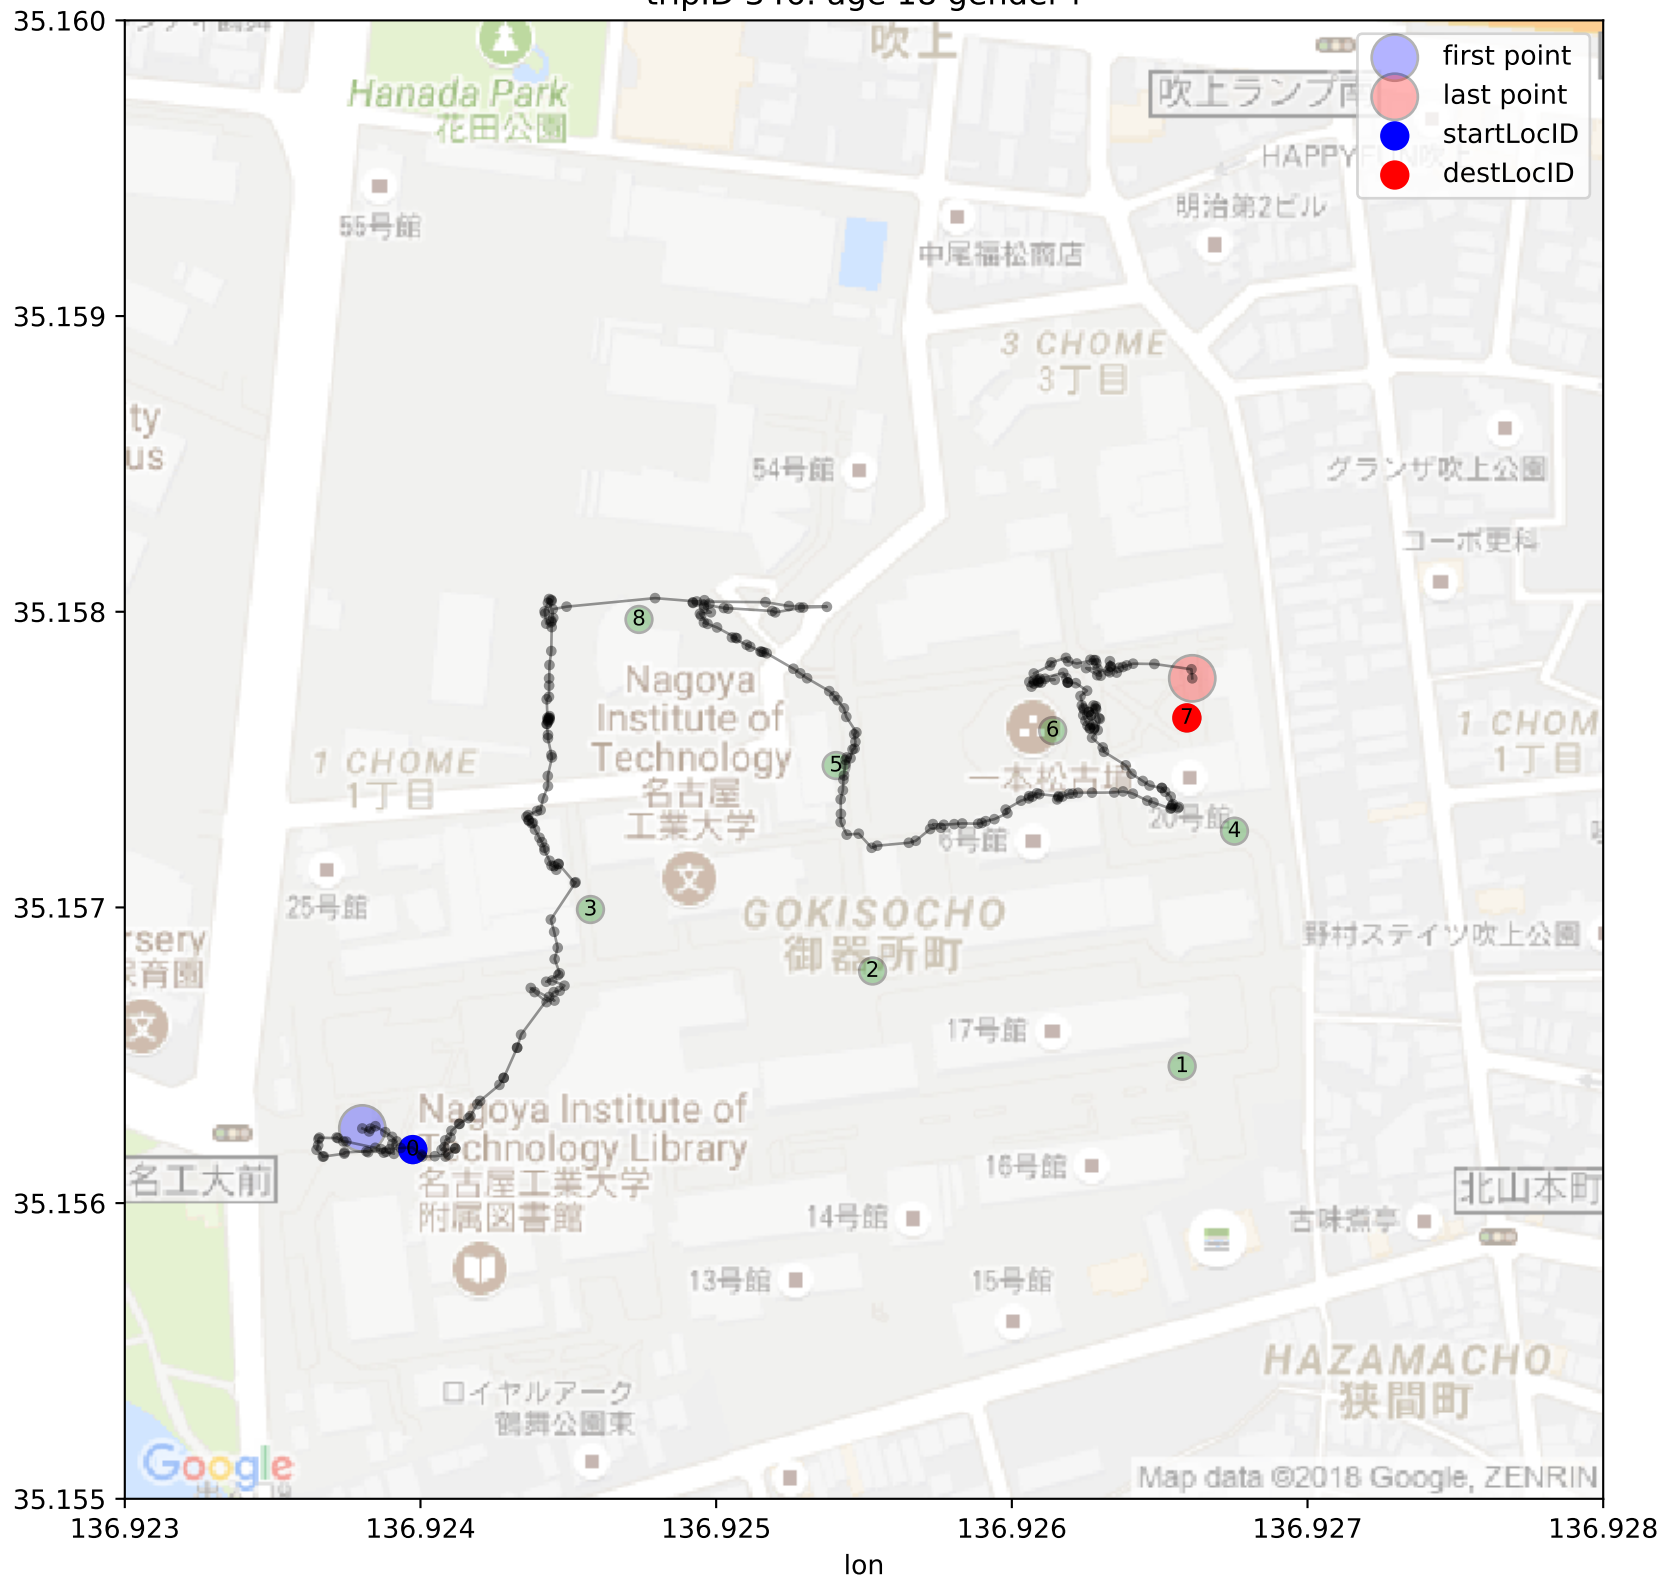 35.160
35.159
35.158
35.157
35.156
35.155
136.923
136.924
136.925
136.926
136.927
136.928
lon
first point
last point
startLocID
destLocID
吹上
Hanada Park
花田公園
吹上ランプ
HAPPY
明治第2ビル
55号館
中尾福松商店
3 CHOME
3丁目
ty
us
54号館
グランザ吹上公園
コーポ更科
8
Nagoya
Institute of
Technology
名古屋
工業大学
1 CHOME
1丁目
5
6
7
一本松古墳
1 CHOM
1丁目
20号館
4
6号館
25号館
3
GOKISOCHO
御器所町
2
rsery
保育園
野村ステイツ吹上公園
17号館
1
Nagoya Institute of
Technology Library
名古屋工業大学
附属図書館
0
名工大前
16号館
北山本町
14号館
古味煮亭
13号館
15号館
HAZAMACHO
狭間町
ロイヤルアーク
鶴舞公園東
Google
Map data ©2018 Google, ZENRIN